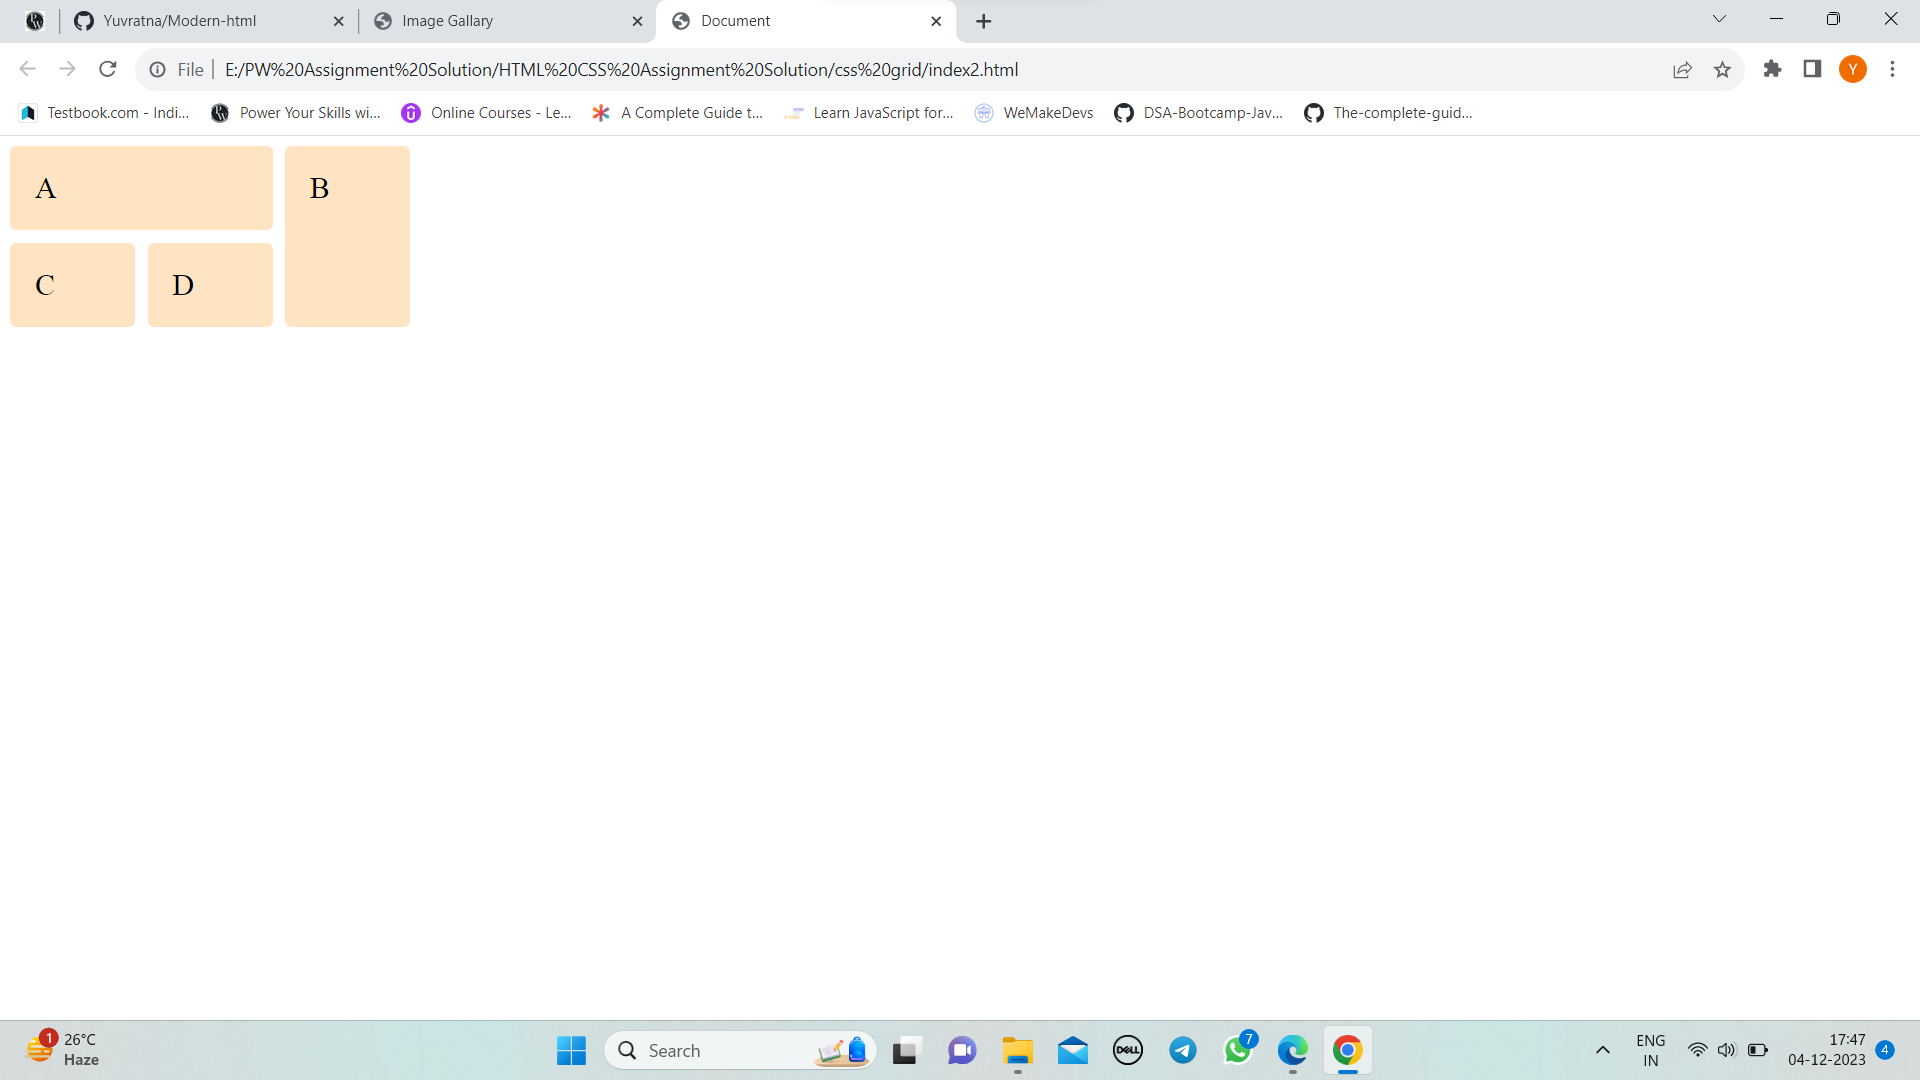 Yuvratna/Modern-html
Image Gallary
Document
File
E:/PW%20Assignment%20Solution/HTML%20CSS%20Assignment%20Solution/css%20grid/index2.html
Y
Testbook.com - Indi...
Power Your Skills wi...
Online Courses - Le...
A Complete Guide t...
Learn JavaScript for...
WeMakeDevs
DSA-Bootcamp-Jav...
The-complete-guid...
A
B
C
D
1
26°C
Haze
Search
DELL
7
ENG
IN
17:47
04-12-2023
4